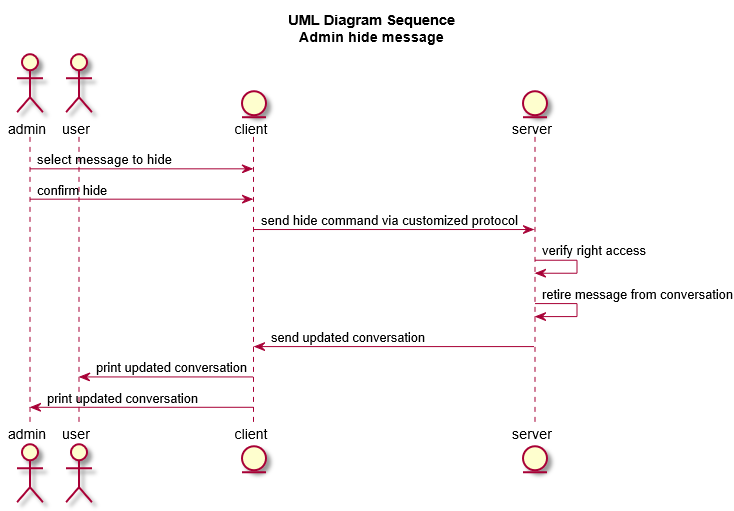 UML Diagram Sequence
Admin hide message
admin user client server
select message to hide
confirm hide
send hide command via customized protocol
verify right access
retire message from conversation
send updated conversation
print updated conversation
print updated conversation
admin user client server